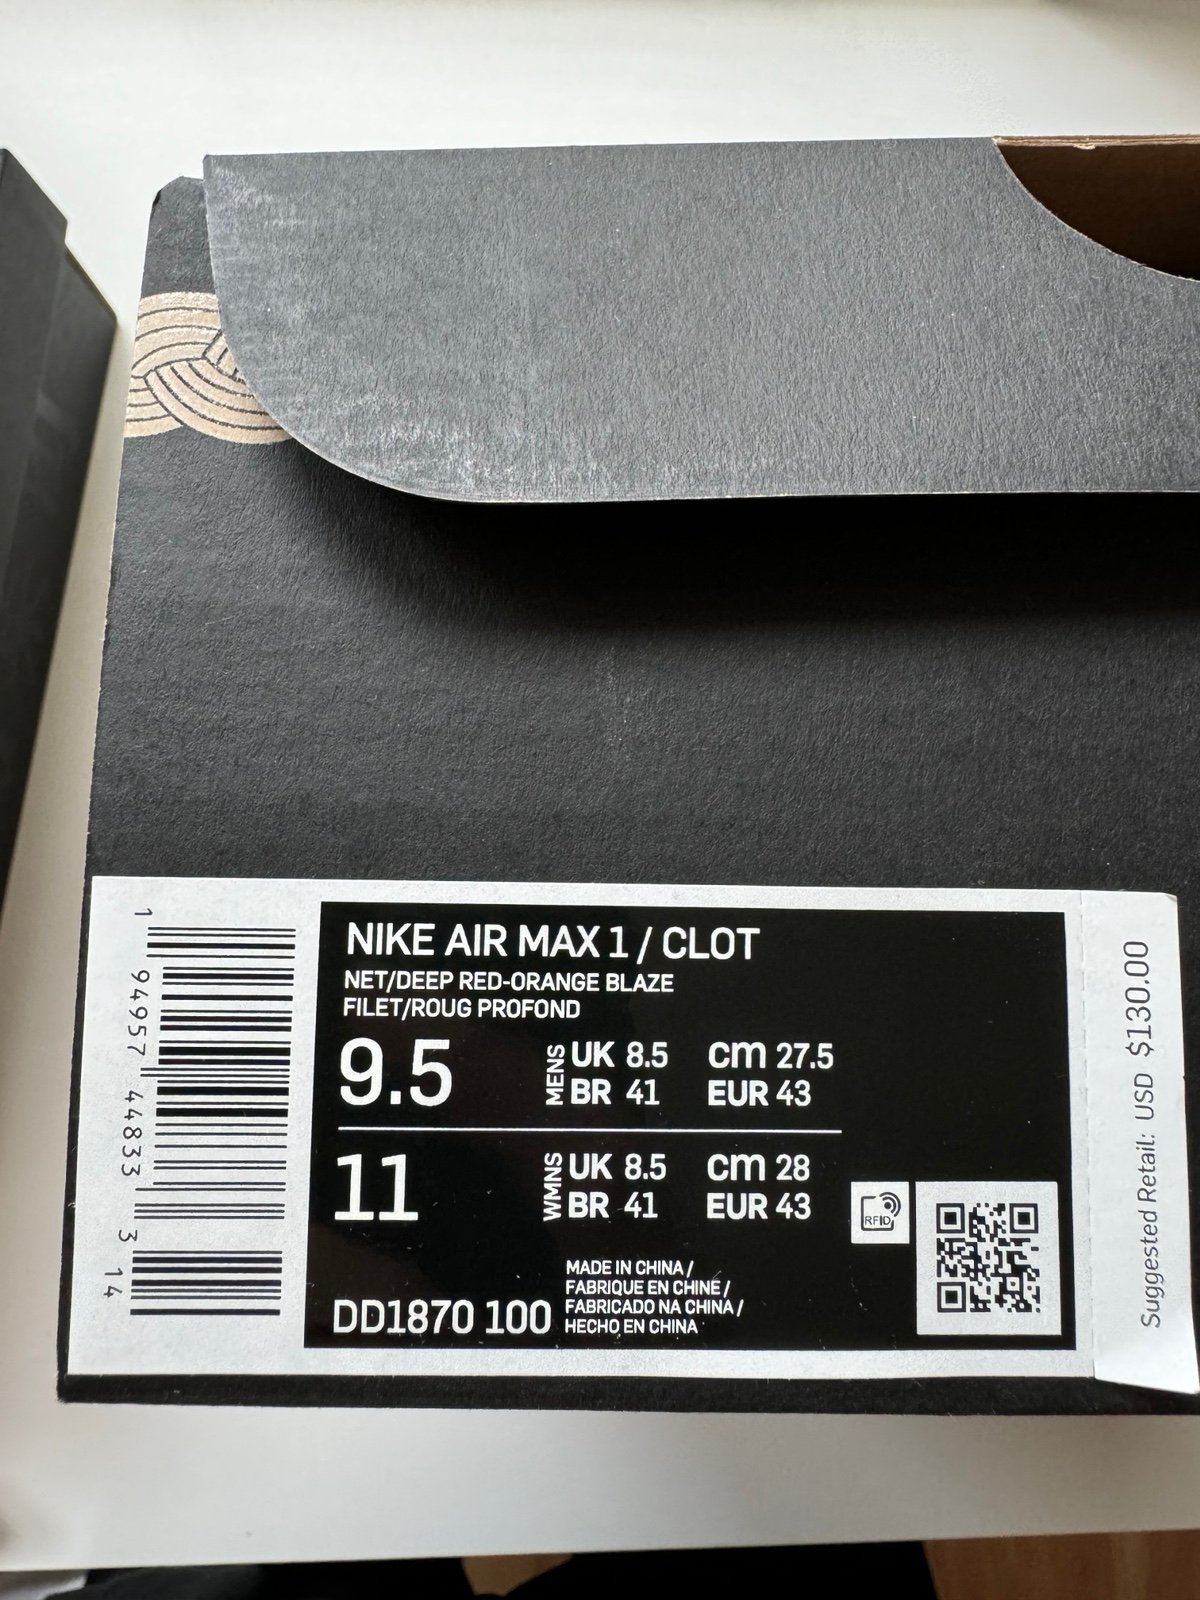 NIKE AIR MAX 1 / CLOT
NET/DEEP RED-ORANGE BLAZE
FILET/ROUG PROFOND
9.5
MENS
UK 8.5 cm 27.5
BR 41 EUR 43
11
WMNS
UK 8.5 cm 28
BR 41 EUR 43
RFID
MADE IN CHINA /
FABRIQUE EN CHINE /
FABRICADO NA CHINA /
HECHO EN CHINA
DD1870 100
1 94957 44833 3 14
Suggested Retail: USD $130.00